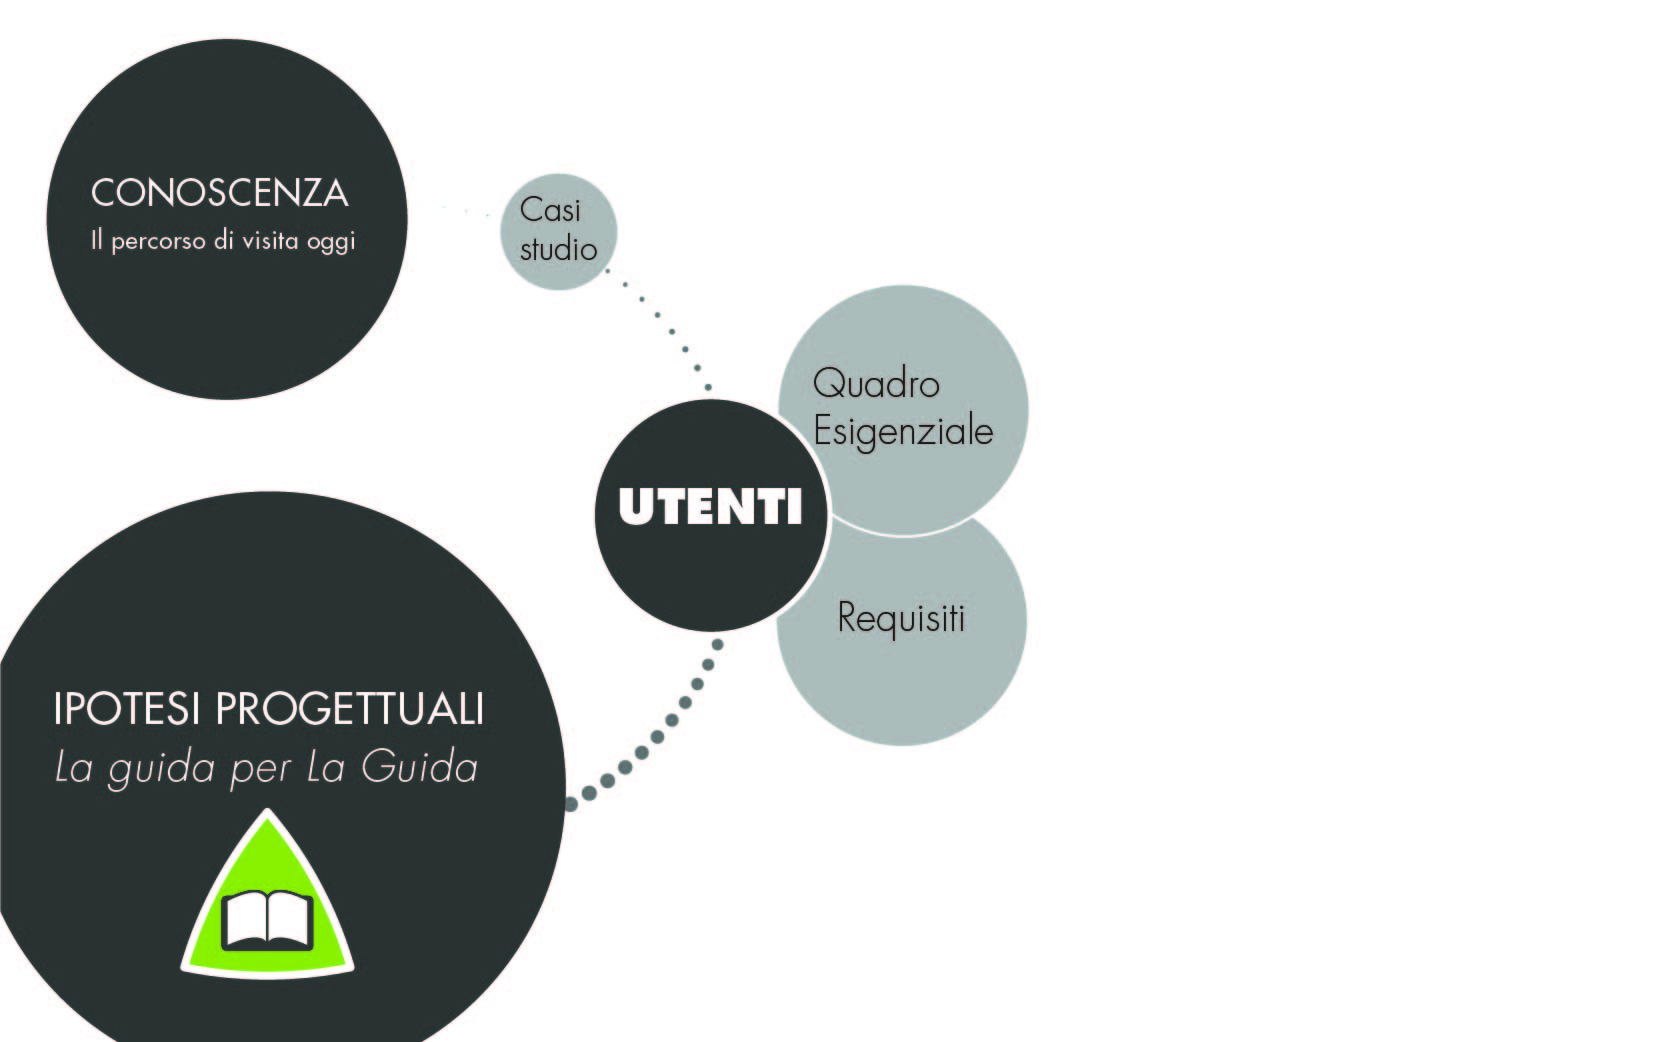 CONOSCENZA
Il percorso di visita oggi
Casi
studio
Quadro
Esigenziale
UTENTI
Requisiti
IPOTESI PROGETTUALI
La guida per La Guida